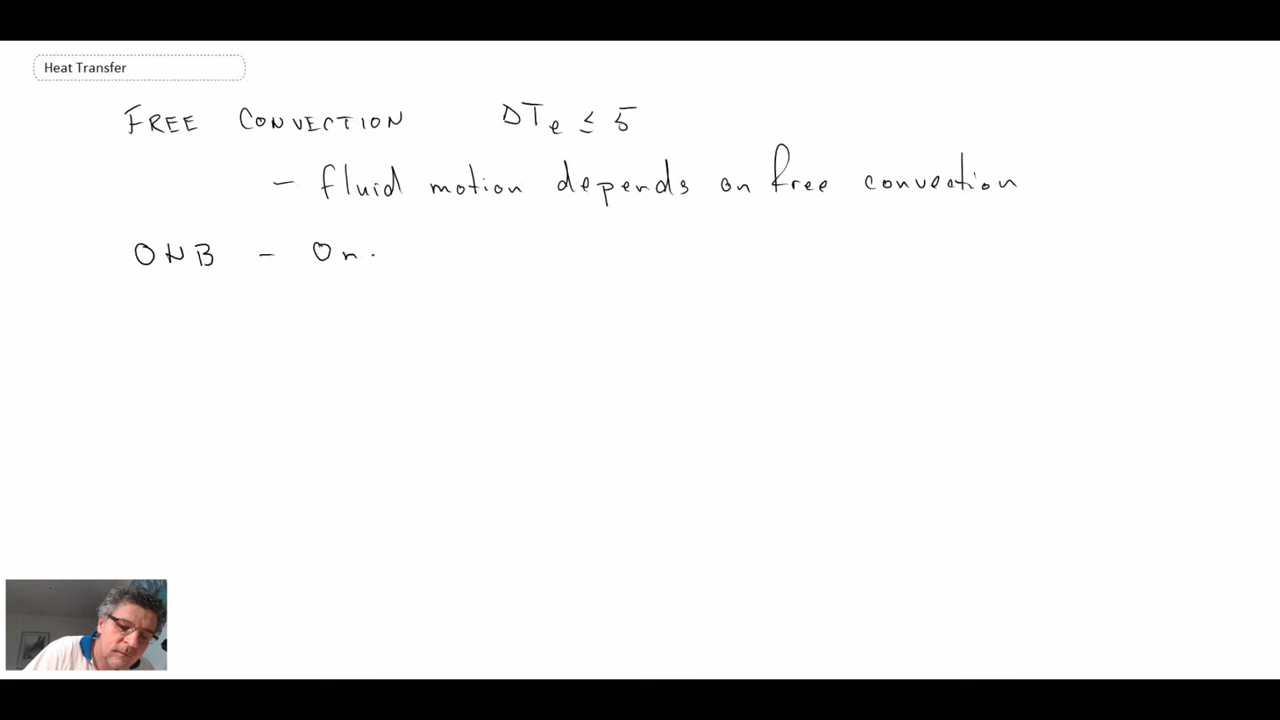 Heat Transfer
FREE CONVECTION ΔTe ≤ 5
- fluid motion depends on free convection
ONB - On